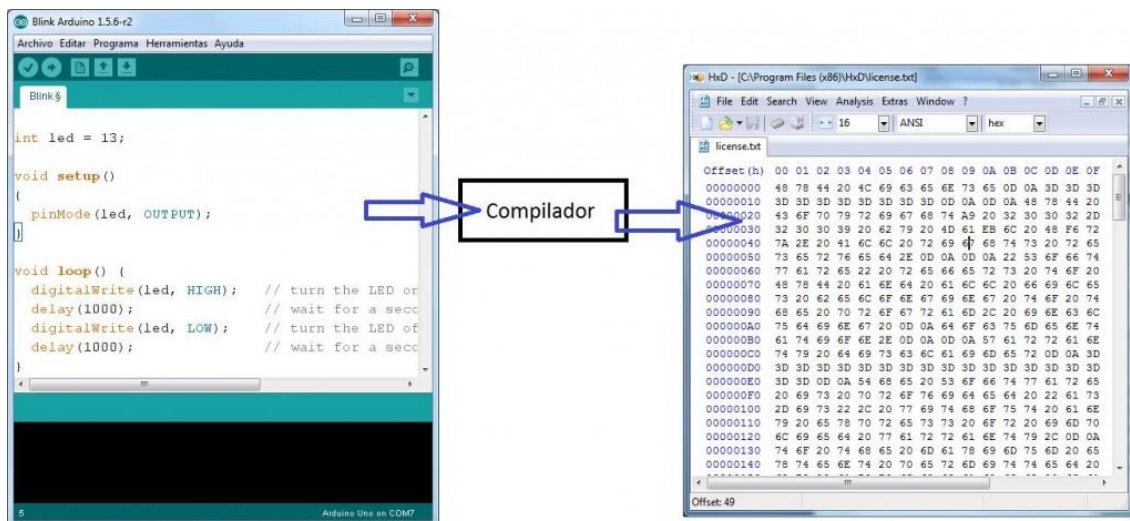 Blink Arduino 1.5.6-r2
Archivo Editar Programa Herramientas Ayuda
Blink§
int led = 13;
void setup()
{
pinMode(led, OUTPUT);
}
void loop() {
digitalWrite(led, HIGH); // turn the LED on
delay(1000); // wait for a seco
digitalWrite(led, LOW); // turn the LED of
delay(1000); // wait for a seco
}
5
Arduino Uno on COM7
Compilador
HxD - [C:\Program Files (x86)\HxD\license.txt]
File Edit Search View Analysis Extras Window ?
16 ANSI hex
license.txt
Offset(h) 00 01 02 03 04 05 06 07 08 09 0A 0B 0C 0D 0E 0F
00000000 48 78 44 20 4C 69 63 65 6E 73 65 0D 0A 3D 3D 3D
00000010 3D 3D 3D 3D 3D 3D 3D 0D 0A 0D 0A 48 78 44 20
00000020 43 6F 70 79 72 69 67 68 74 A9 20 32 30 30 32 2D
00000030 32 30 30 39 20 62 79 20 4D 61 EB 6C 20 48 F6 72
00000040 7A 2E 20 41 6C 6C 20 72 69 67 68 74 73 20 72 65
00000050 73 65 72 76 65 64 2E 0D 0A 0D 0A 22 53 6F 66 74
00000060 77 61 72 65 22 20 72 65 66 65 72 73 20 74 6F 20
00000070 48 78 44 20 61 6E 64 20 61 6C 6C 20 66 69 6C 65
00000080 73 20 62 65 6C 6F 6E 67 69 6E 67 20 74 6F 20 74
00000090 68 65 20 70 72 6F 67 72 61 6D 2C 20 69 6E 63 6C
000000A0 75 64 69 6E 67 20 0D 0A 64 6F 63 75 6D 65 6E 74
000000B0 61 74 69 6F 6E 2E 0D 0A 0D 0A 57 61 72 72 61 6E
000000C0 74 79 20 64 69 73 63 6C 61 69 6D 65 72 0D 0A 3D
000000D0 3D 3D 3D 3D 3D 3D 3D 3D 3D 3D 3D 3D 3D 3D 3D 3D
000000E0 3D 3D 0D 0A 54 68 65 20 53 6F 66 74 77 61 72 65
000000F0 20 69 73 20 70 72 6F 76 69 64 65 64 20 22 61 73
00000100 2D 69 73 22 2C 20 77 69 74 68 6F 75 74 20 61 6E
00000110 79 20 65 78 70 72 65 73 73 20 6F 72 20 69 6D 70
00000120 6C 69 65 64 20 77 61 72 72 61 6E 74 79 2C 0D 0A
00000130 74 6F 20 74 68 65 20 6D 61 78 69 6D 75 6D 20 65
00000140 78 74 65 6E 74 20 70 65 72 6D 69 74 74 65 64 20
Offset: 49